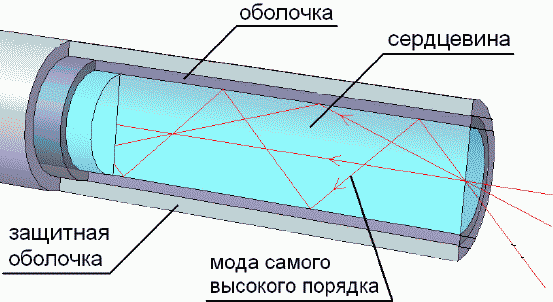 оболочка
сердцевина
защитная
оболочка
мода самого
высокого порядка